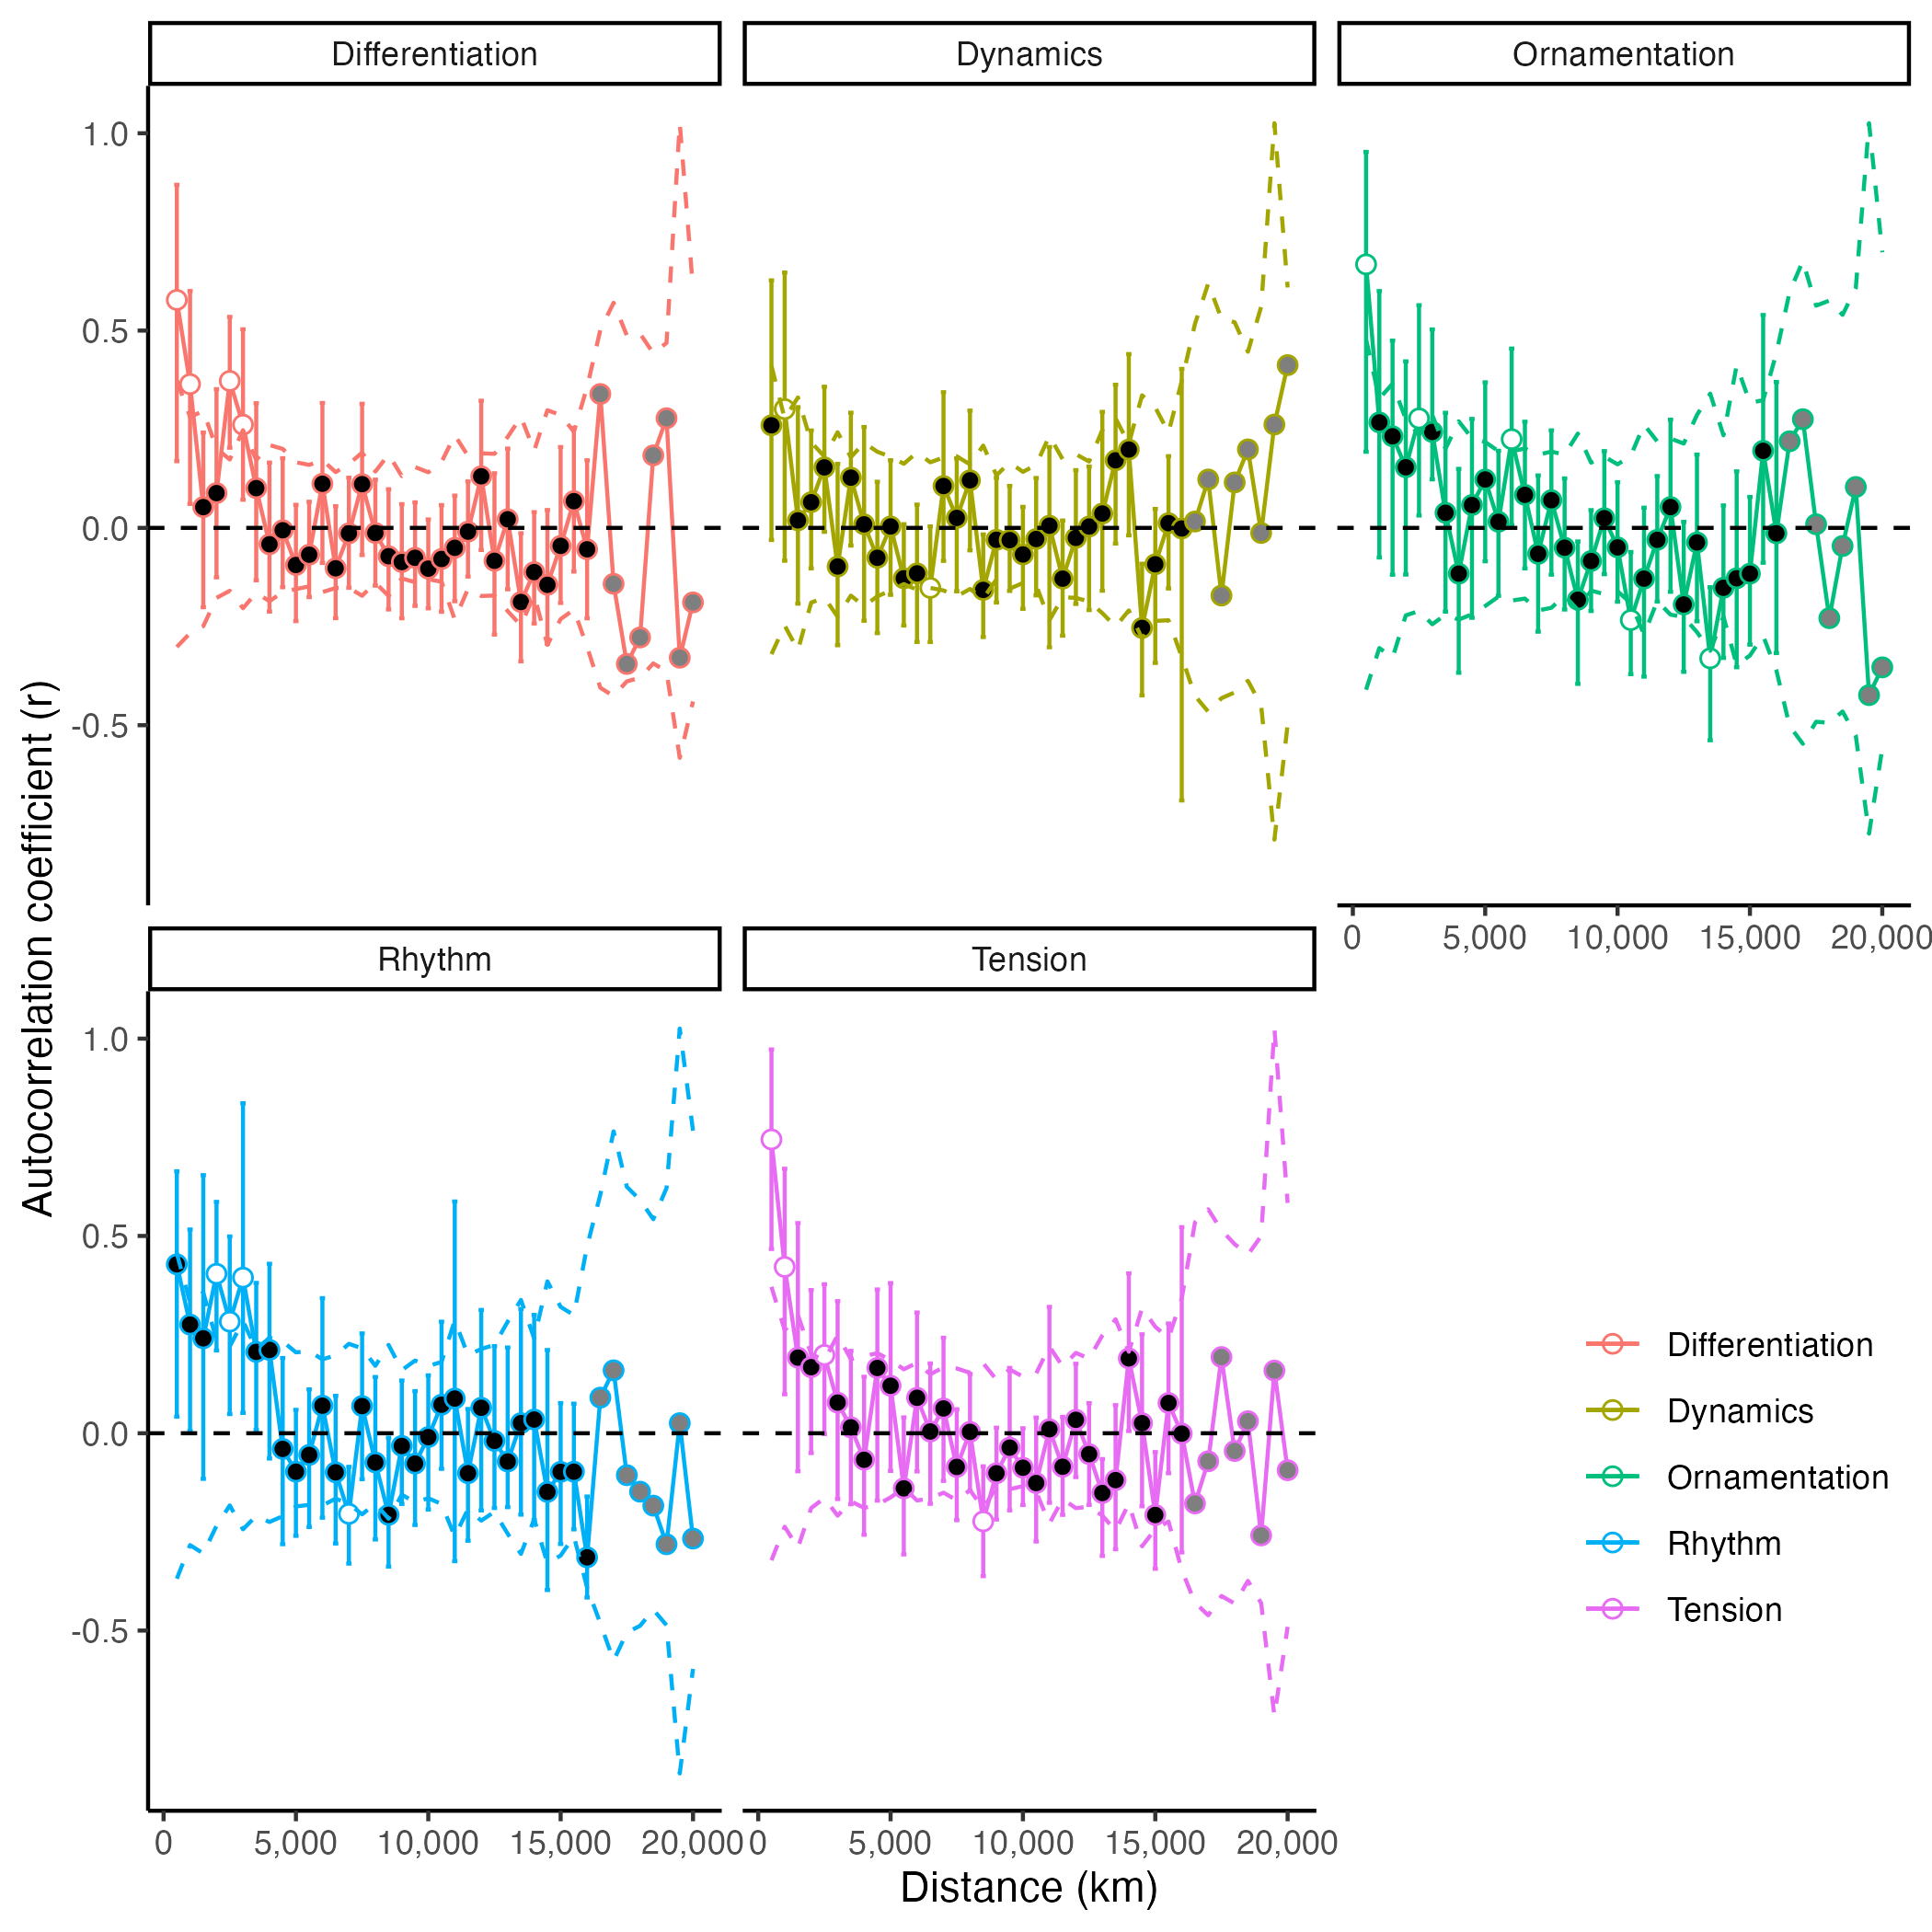 Differentiation Dynamics Ornamentation
1.0
0.5
0.0
-0.5
0 5,000 10,000 15,000 20,000
Rhythm Tension
1.0
0.5
0.0
-0.5
0 5,000 10,000 15,000 20,000
0 5,000 10,000 15,000 20,000
Autocorrelation coefficient (r)
Distance (km)
Differentiation
Dynamics
Ornamentation
Rhythm
Tension